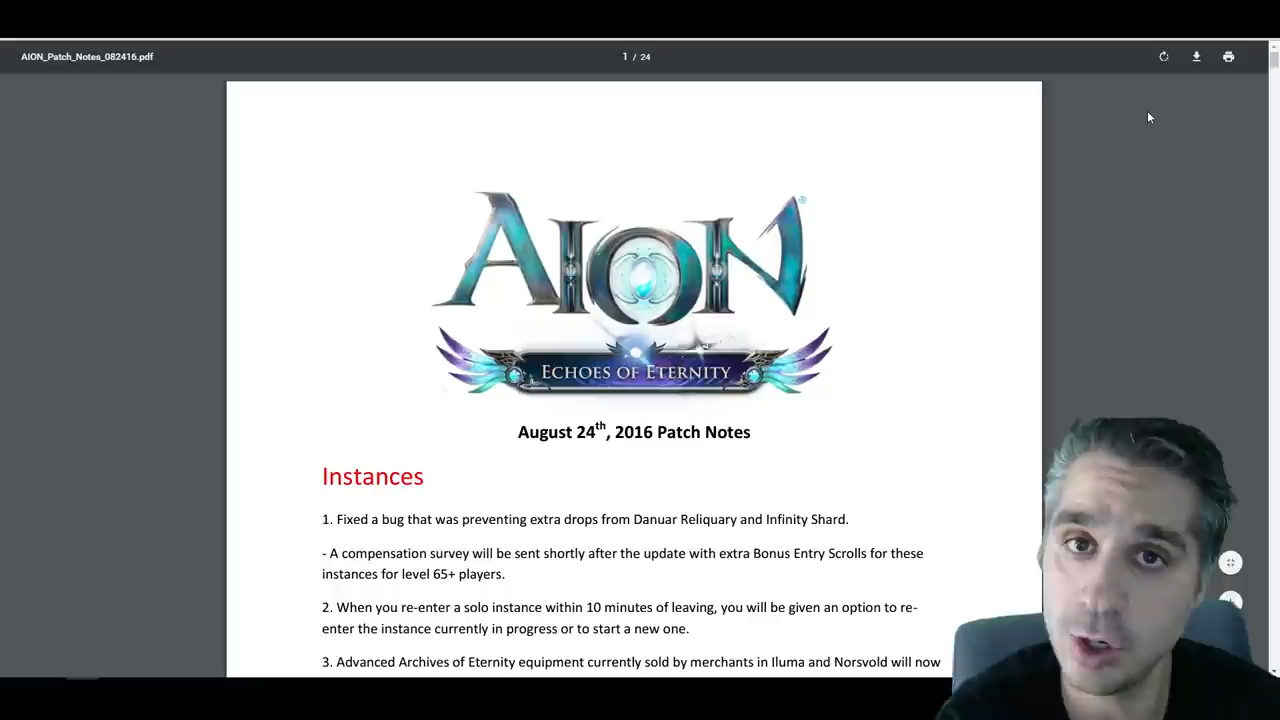 AION_Patch_Notes_082416.pdf
1 / 24
AION®
ECHOES OF ETERNITY
August 24th, 2016 Patch Notes
Instances
1. Fixed a bug that was preventing extra drops from Danuar Reliquary and Infinity Shard.
- A compensation survey will be sent shortly after the update with extra Bonus Entry Scrolls for these
instances for level 65+ players.
2. When you re-enter a solo instance within 10 minutes of leaving, you will be given an option to re-
enter the instance currently in progress or to start a new one.
3. Advanced Archives of Eternity equipment currently sold by merchants in Iluma and Norsvold will now